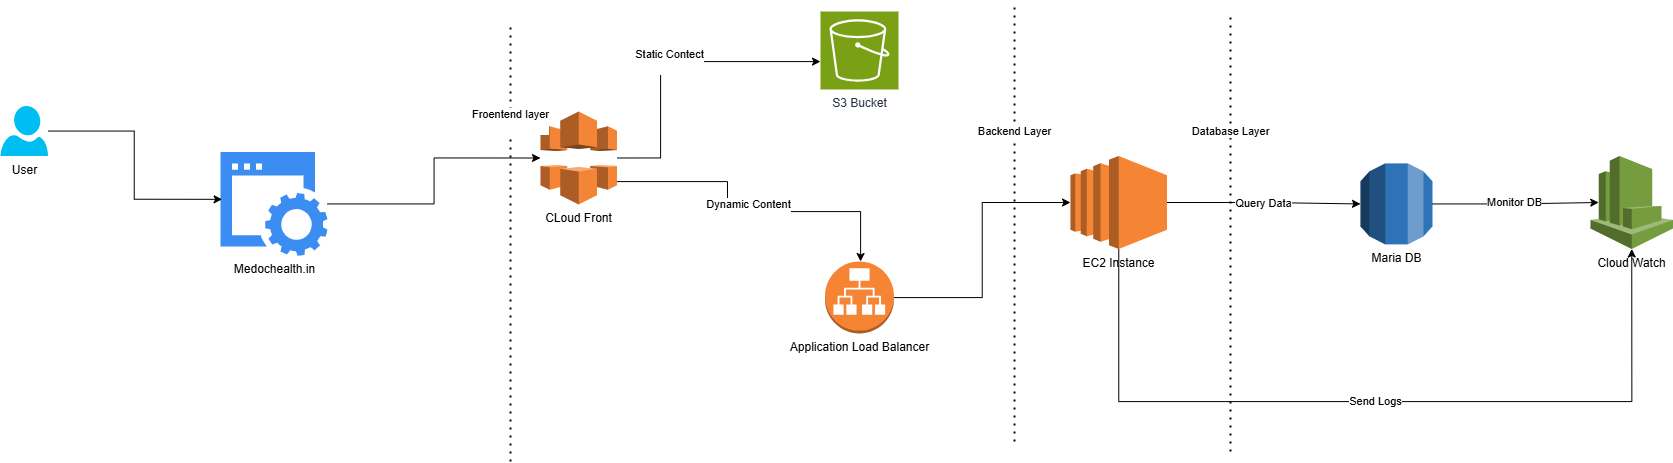 User
Medochealth.in
Froentend layer
CLoud Front
Static Contect
S3 Bucket
Dynamic Content
Application Load Balancer
Backend Layer
EC2 Instance
Database Layer
Query Data
Maria DB
Monitor DB
Cloud Watch
Send Logs